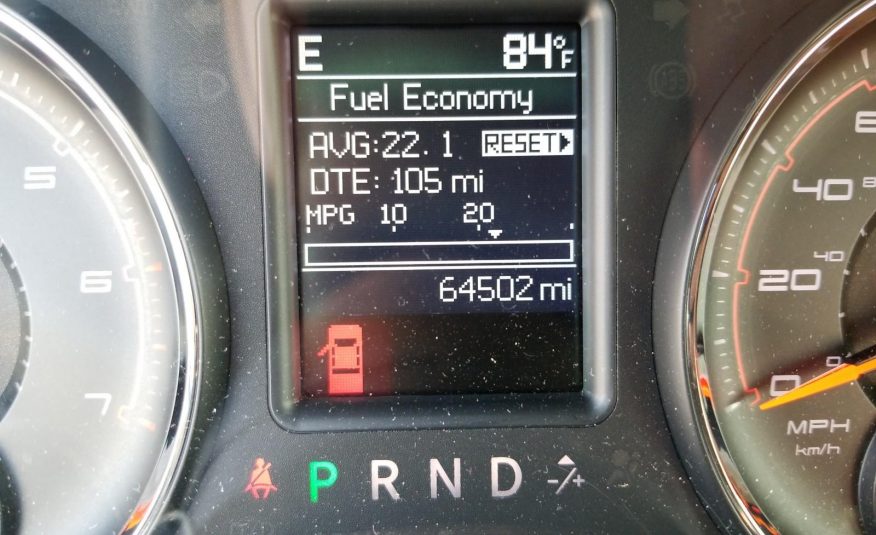 E 84°F
Fuel Economy
AVG:22.1 RESET
DTE: 105 mi
MPG 10 20
64502 mi
5
6
7
40
20 40
0 0
MPH
km/h
P R N D -/+